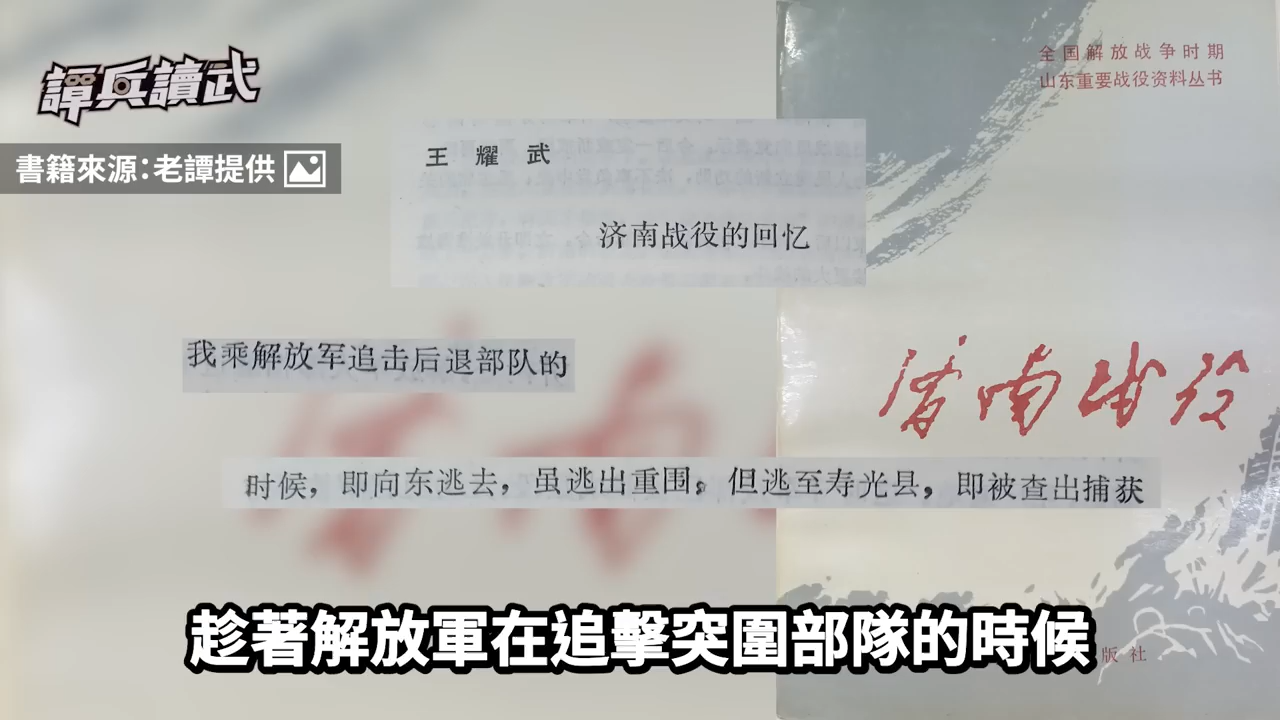 譚兵讀武
書籍來源：老譚提供
全国解放战争时期
山东重要战役资料丛书
王耀武
济南战役的回忆
我乘解放军追击后退部队的
时候，即向东逃去，虽逃出重围，但逃至寿光县，即被查出捕获
济南战役
趁著解放軍在追擊突圍部隊的時候
版社